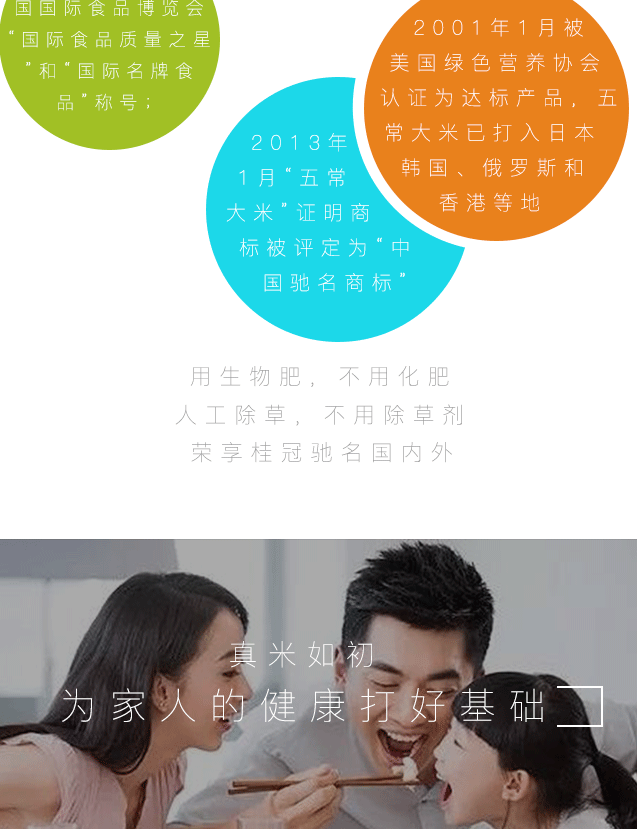 国国际食品博览会
“国际食品质量之星
”和“国际名牌食
品”称号；
2001年1月被
美国绿色营养协会
认证为达标产品，五
常大米已打入日本
韩国、俄罗斯和
香港等地
2013年
1月“五常
大米”证明商
标被评定为“中
国驰名商标”
用生物肥，不用化肥
人工除草，不用除草剂
荣享桂冠驰名国内外
真米如初
为家人的健康打好基础